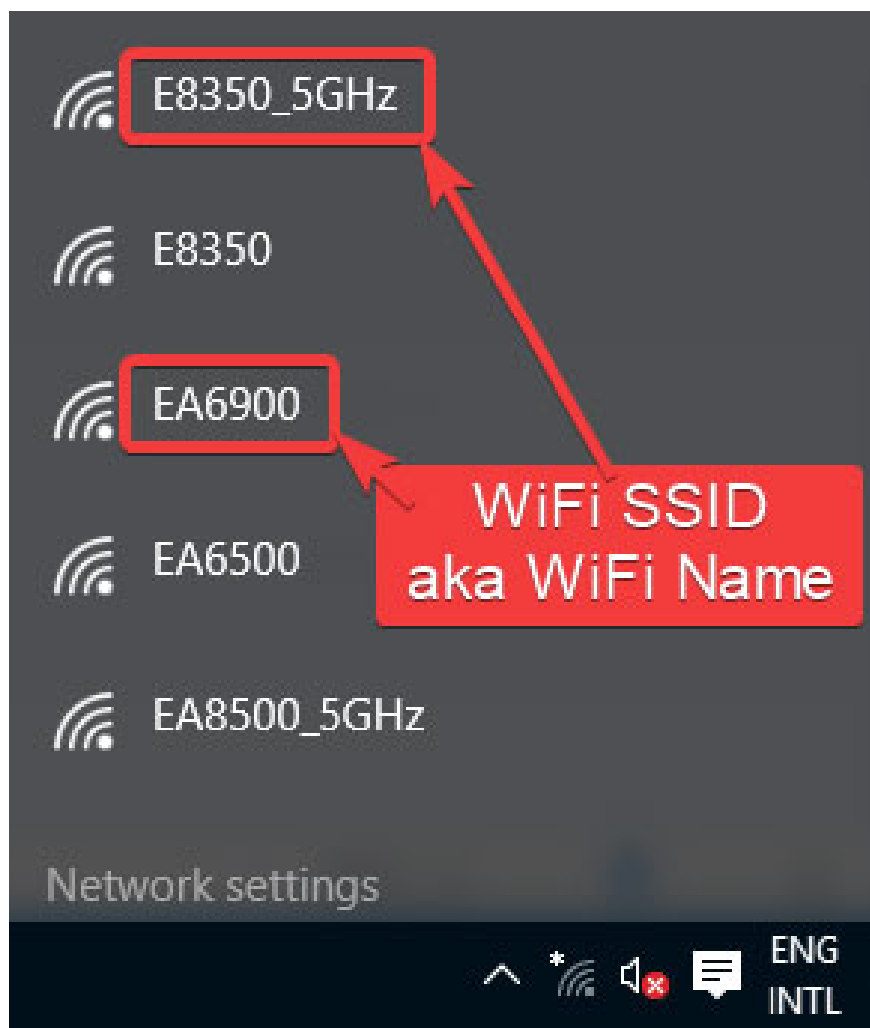 E8350_5GHz
E8350
EA6900
WiFi SSID
aka WiFi Name
EA6500
EA8500_5GHz
Network settings
ENG
INTL